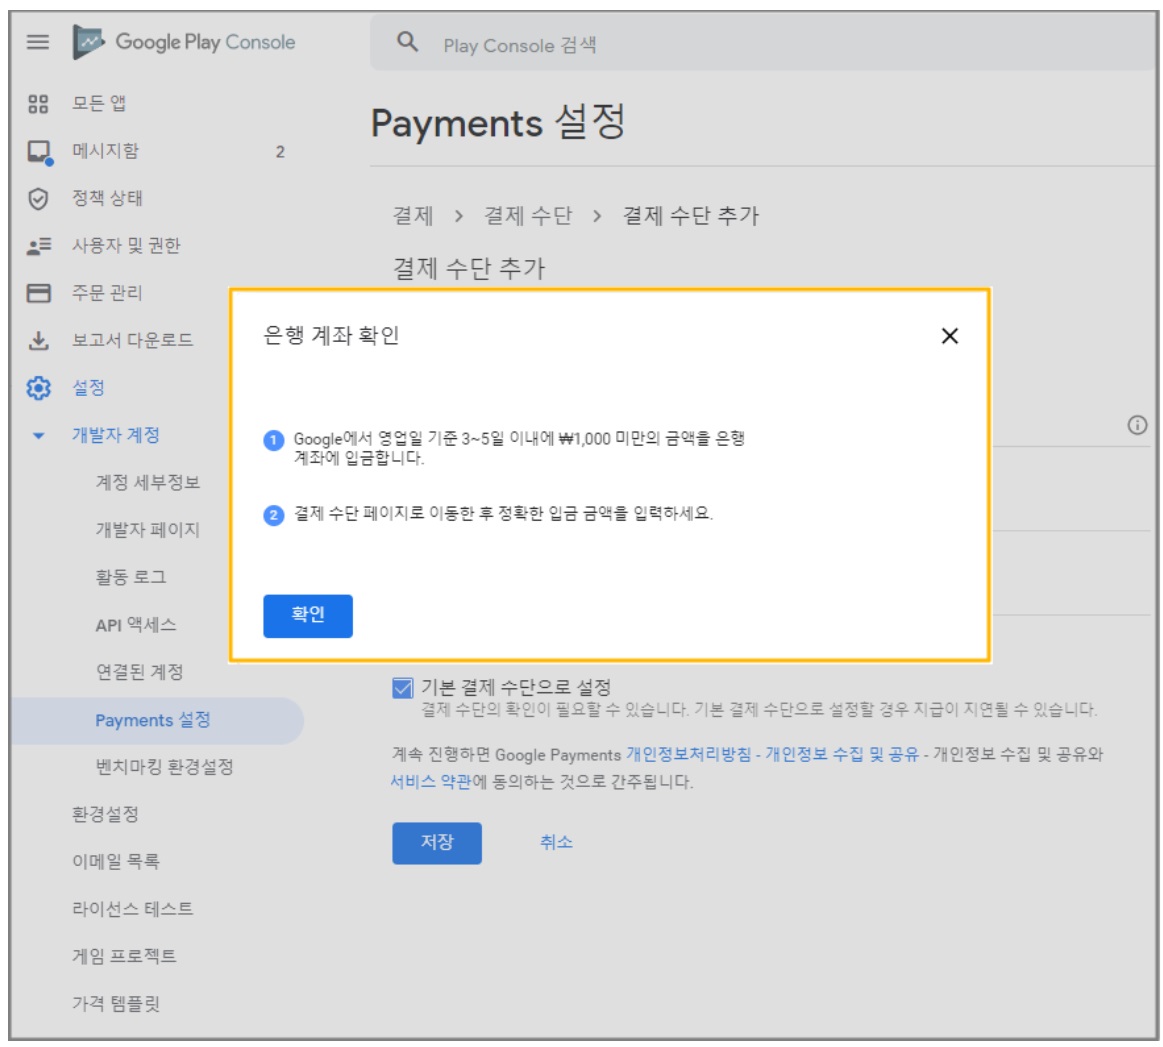 Google Play Console
Play Console 검색
모든 앱
메시지함 2
정책 상태
사용자 및 권한
주문 관리
보고서 다운로드
설정
개발자 계정
계정 세부정보
개발자 페이지
활동 로그
API 액세스
연결된 계정
Payments 설정
벤치마킹 환경설정
환경설정
이메일 목록
라이선스 테스트
게임 프로젝트
가격 템플릿
Payments 설정
결제 > 결제 수단 > 결제 수단 추가
결제 수단 추가
은행 계좌 확인
1 Google에서 영업일 기준 3~5일 이내에 ₩1,000 미만의 금액을 은행
계좌에 입금합니다.
2 결제 수단 페이지로 이동한 후 정확한 입금 금액을 입력하세요.
확인
기본 결제 수단으로 설정
결제 수단의 확인이 필요할 수 있습니다. 기본 결제 수단으로 설정할 경우 지급이 지연될 수 있습니다.
계속 진행하면 Google Payments 개인정보처리방침 - 개인정보 수집 및 공유 - 개인정보 수집 및 공유와
서비스 약관에 동의하는 것으로 간주됩니다.
저장 취소